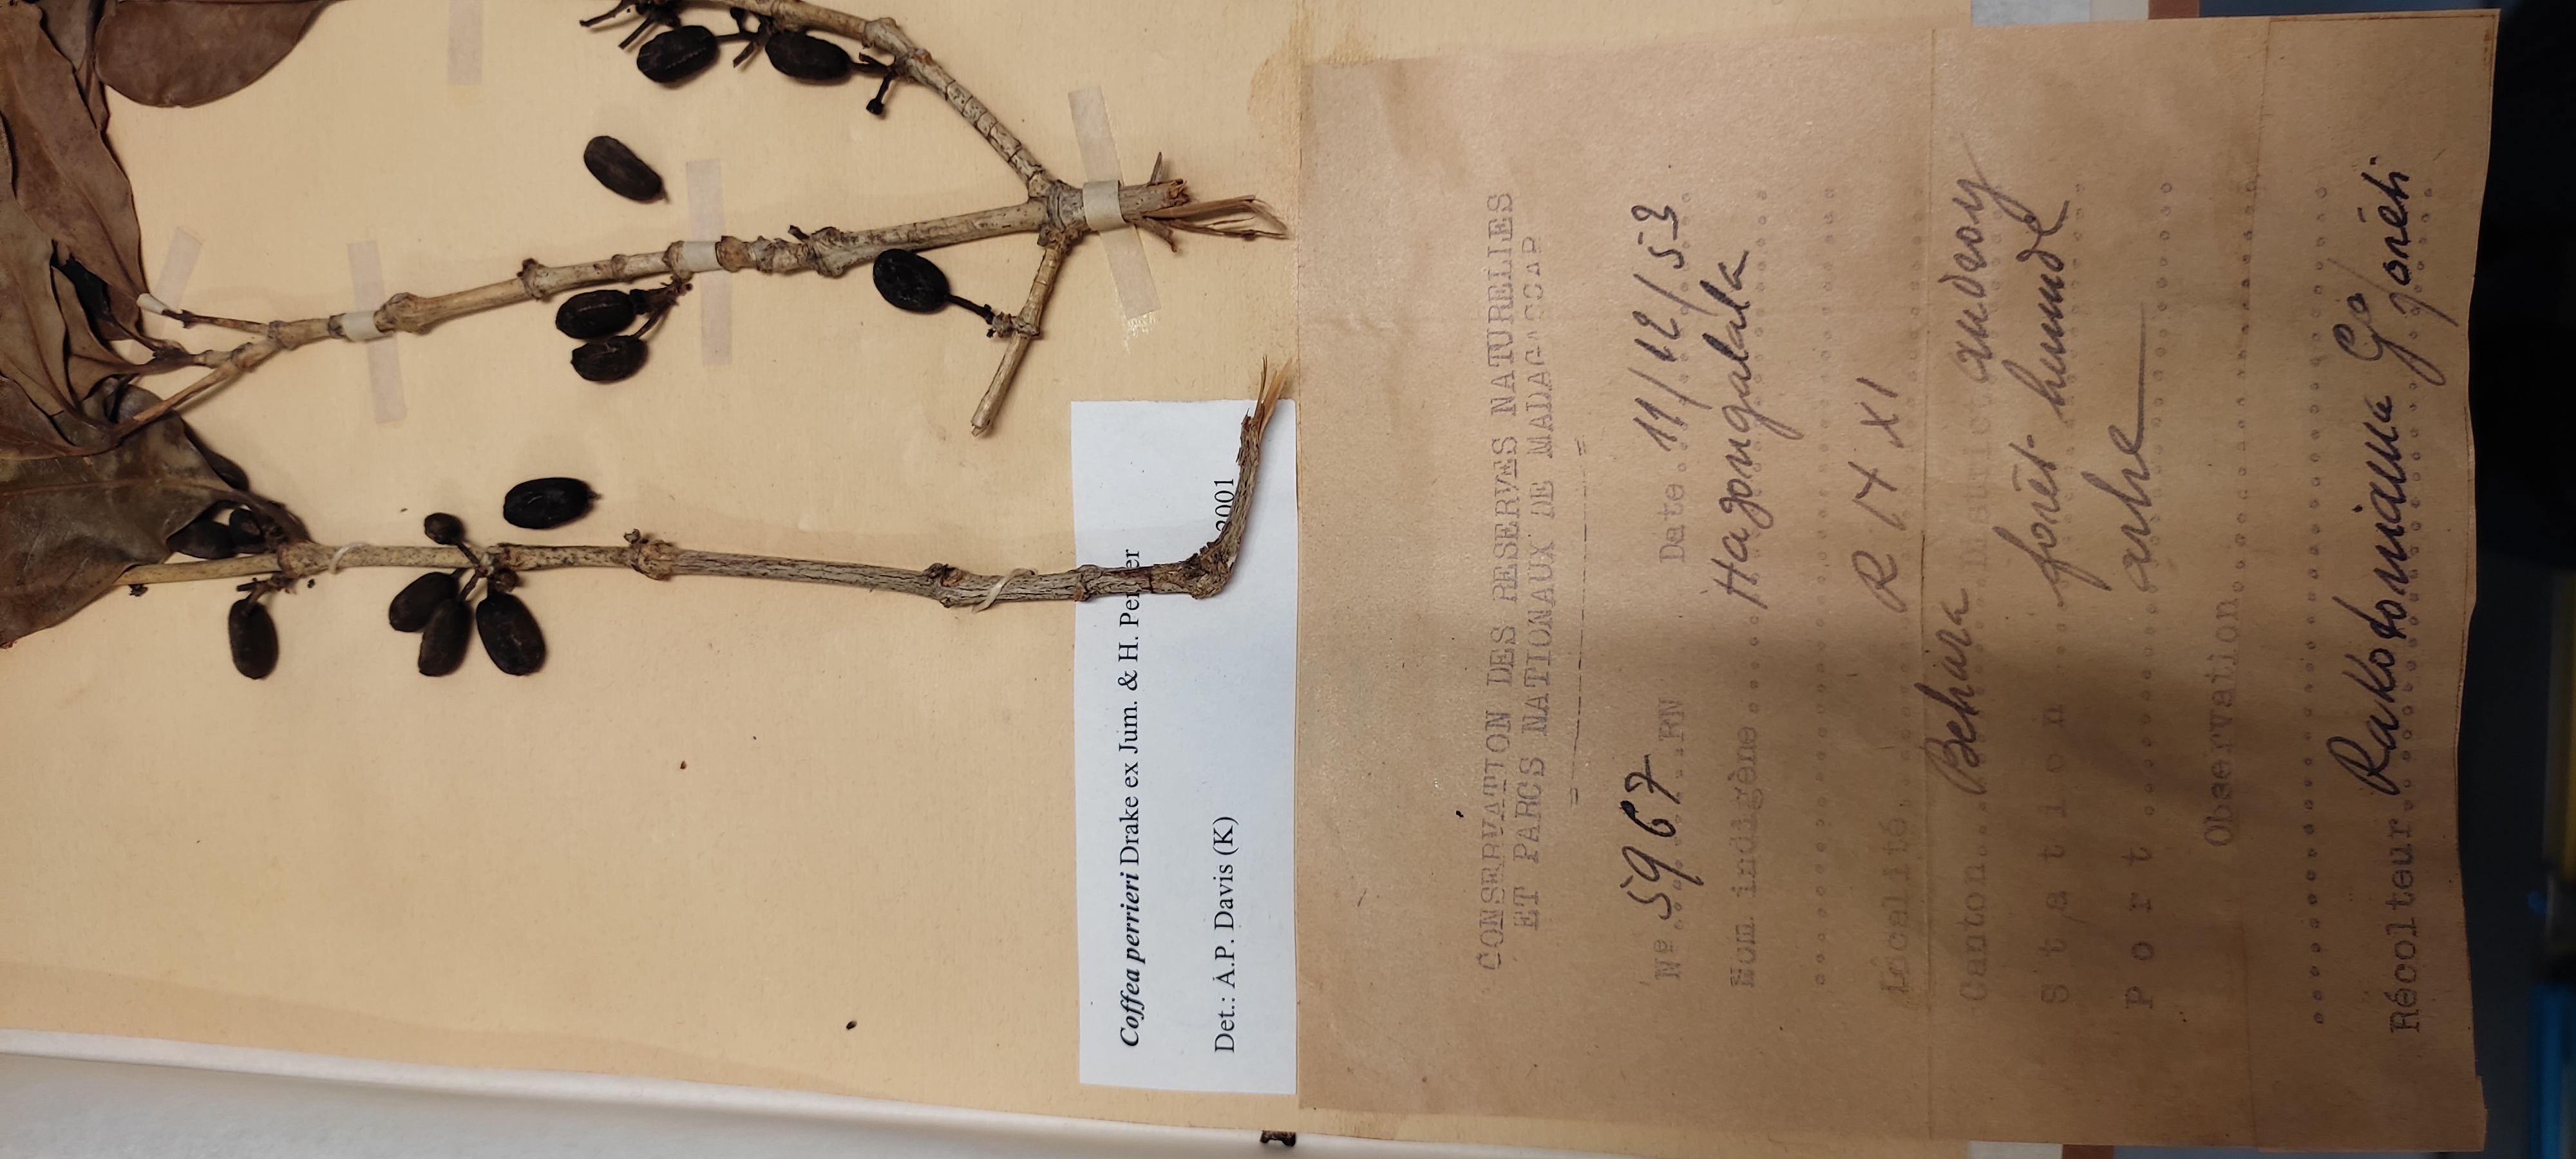 Coffea perrieri Drake ex Jum. & H. Perrier
Det.: A.P. Davis (K) 2001
CONSERVATION DES RESERVES NATURELLES
ET PARCS NATIONAUX DE MADAGASCAR
Nº 5967 .RN Date. 11/12/53
Nom indigène.... Hazongalala
Localité. R N XI
Canton... Behara District andeoy
Station forêt humide
Port..... arbre
Observation
Récolteur Rakotoniaina